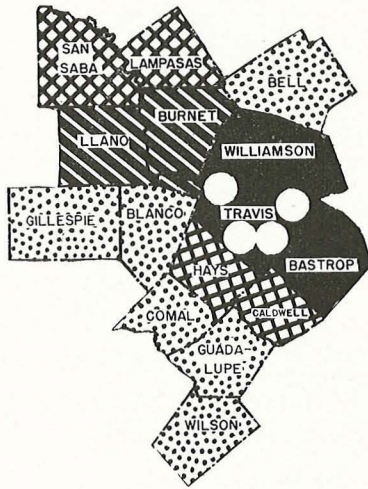 SAN
SABA
LAMPASAS
BELL
BURNET
LLANO
WILLIAMSON
GILLESPIE
BLANCO
TRAVIS
HAYS
BASTROP
COMAL
CALDWELL
GUADA-
LUPE
WILSON